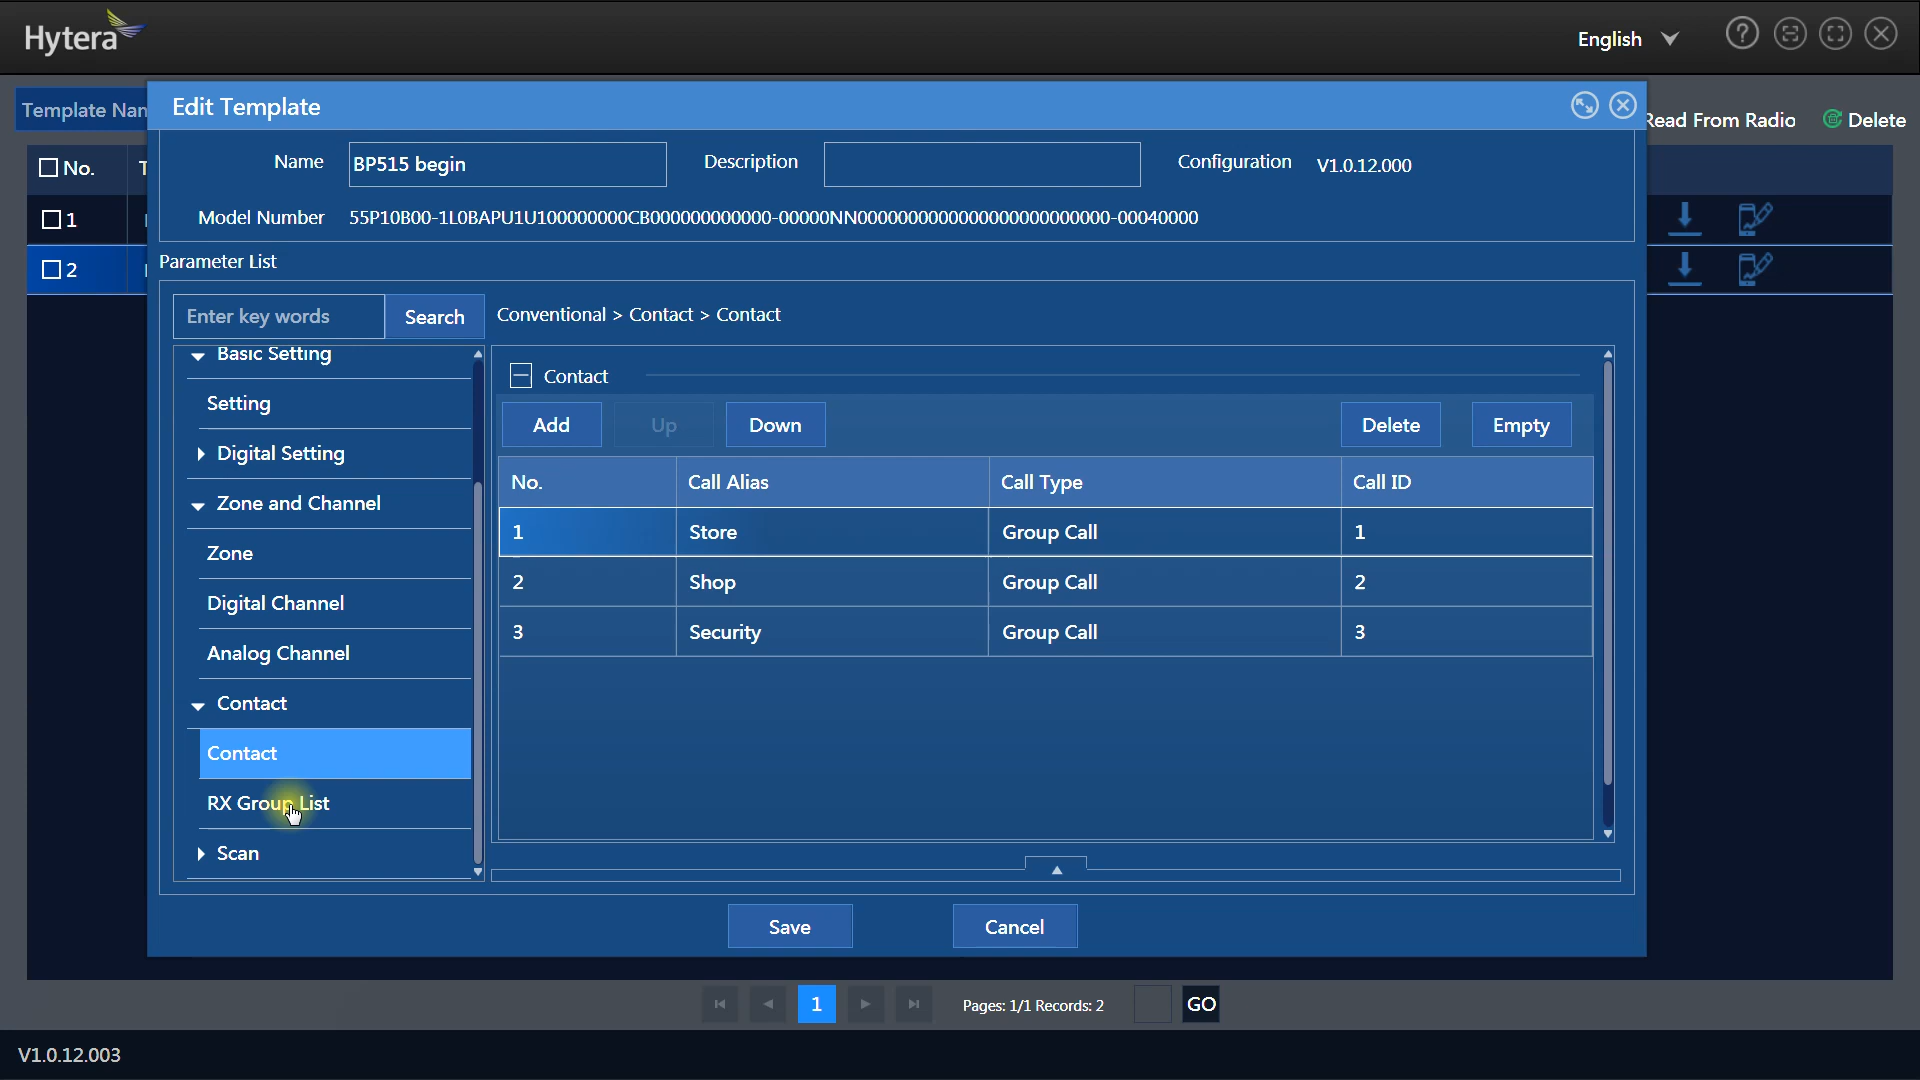 Hytera
English
Template Nan
Edit Template
Read From Radio
Delete
No.
T
1
2
Name
BP515 begin
Description
Configuration
V1.0.12.000
Model Number
55P10B00-1L0BAPU1U100000000CB000000000000-00000NN0000000000000000000000000-00040000
Parameter List
Enter key words
Search
Conventional > Contact > Contact
Basic Setting
Setting
Digital Setting
Zone and Channel
Zone
Digital Channel
Analog Channel
Contact
Contact
RX Group List
Scan
Contact
Add
Up
Down
Delete
Empty
No. Call Alias Call Type Call ID
1 Store Group Call 1
2 Shop Group Call 2
3 Security Group Call 3
Save
Cancel
1
Pages: 1/1 Records: 2
GO
V1.0.12.003